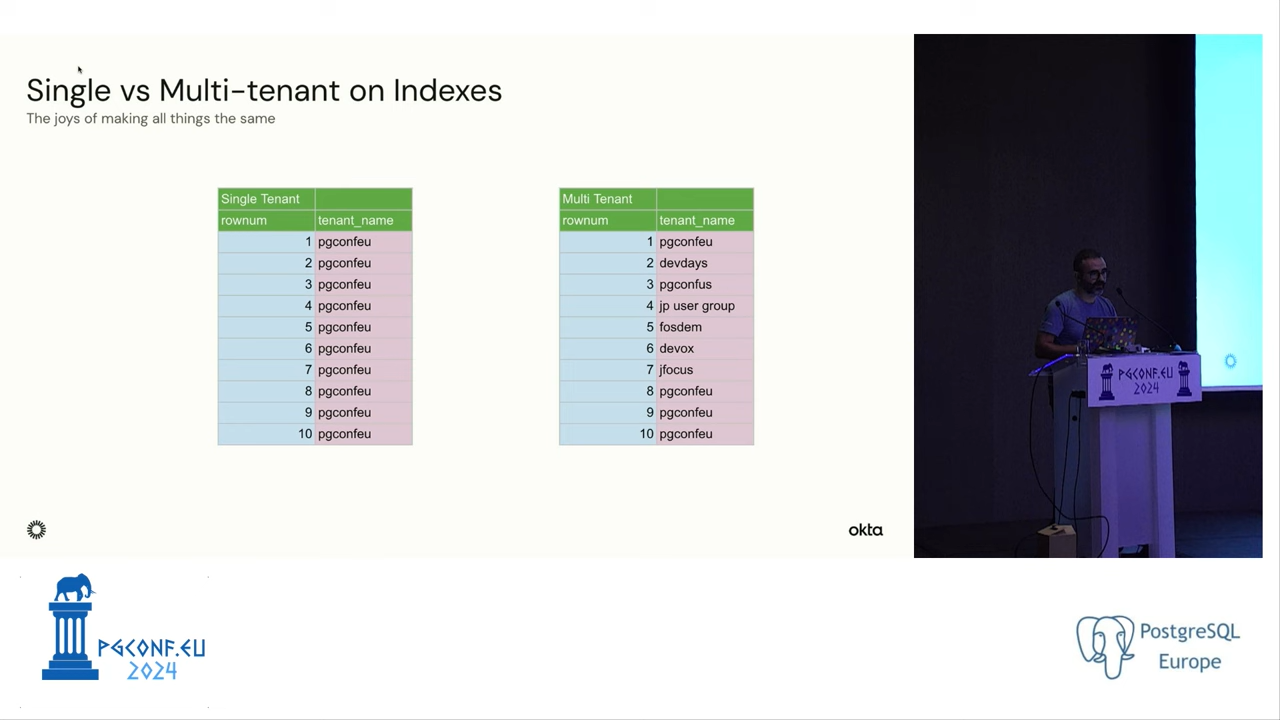 Single vs Multi-tenant on Indexes
The joys of making all things the same
Single Tenant
rownum tenant_name
1 pgconfeu
2 pgconfeu
3 pgconfeu
4 pgconfeu
5 pgconfeu
6 pgconfeu
7 pgconfeu
8 pgconfeu
9 pgconfeu
10 pgconfeu
Multi Tenant
rownum tenant_name
1 pgconfeu
2 devdays
3 pgconfus
4 jp user group
5 fosdem
6 devox
7 jfocus
8 pgconfeu
9 pgconfeu
10 pgconfeu
okta
PGCONF.EU
2024
PGCONF.EU
2024
PostgreSQL
Europe